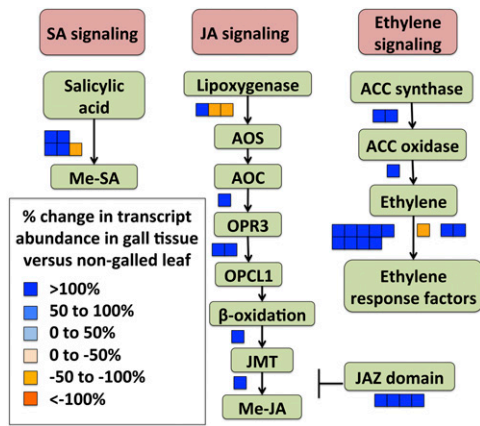 SA signaling
JA signaling
Ethylene
signaling
Salicylic
acid
Me-SA
Lipoxygenase
AOS
AOC
OPR3
OPCL1
β-oxidation
JMT
Me-JA
ACC synthase
ACC oxidase
Ethylene
Ethylene
response factors
JAZ domain
% change in transcript
abundance in gall tissue
versus non-galled leaf
>100%
50 to 100%
0 to 50%
0 to -50%
-50 to -100%
<-100%